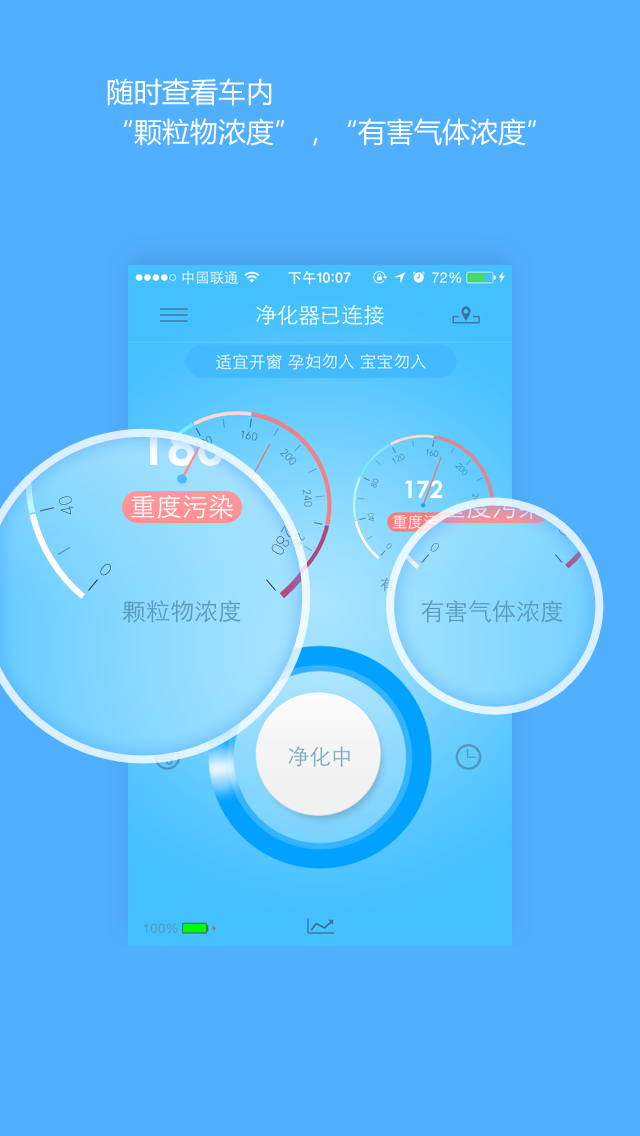 随时查看车内
“颗粒物浓度”，“有害气体浓度”
中国联通 下午10:07 72%
净化器已连接
适宜开窗 孕妇勿入 宝宝勿入
160 200 240 280
40 0
重度污染
颗粒物浓度
0 40 80 120 160 200
172
重度污染
0
有害气体浓度
净化中
100%